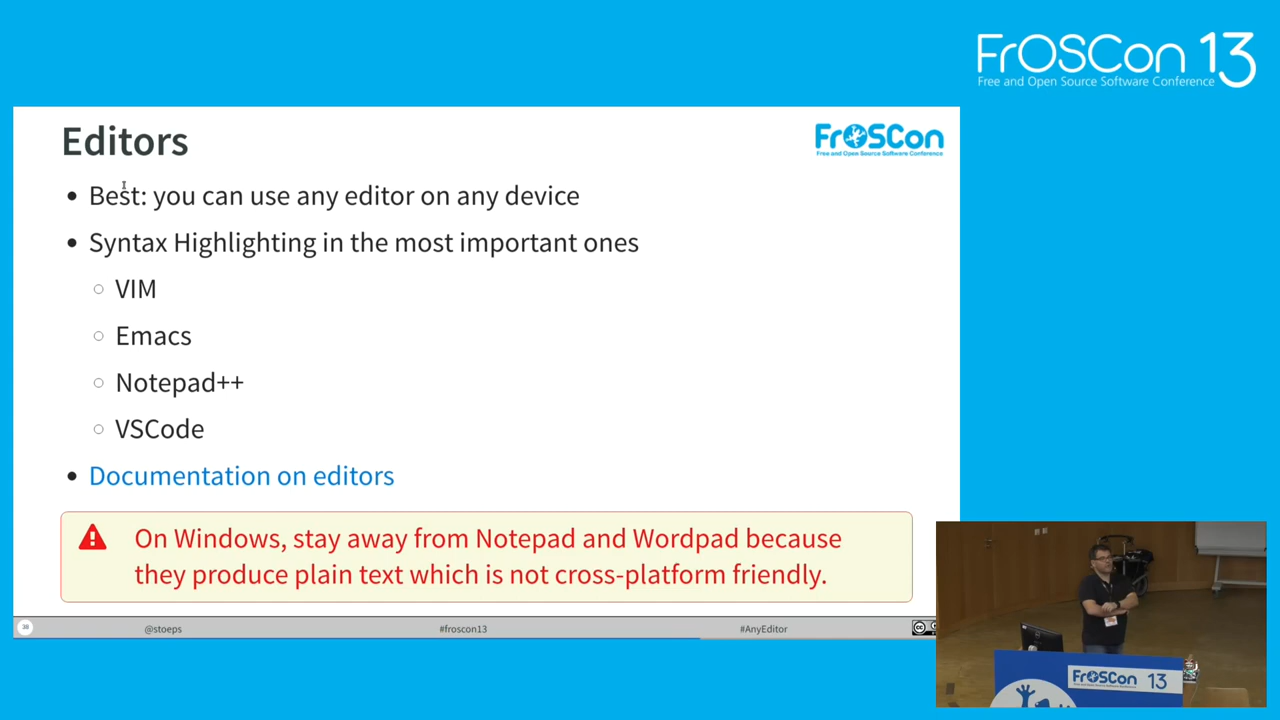 FrOSCon 13
Free and Open Source Software Conference
Editors
FrOSCon
Free and Open Source Software Conference
Best: you can use any editor on any device
Syntax Highlighting in the most important ones
VIM
Emacs
Notepad++
VSCode
Documentation on editors
On Windows, stay away from Notepad and Wordpad because
they produce plain text which is not cross-platform friendly.
38
@stoeps
#froscon13
#AnyEditor
cc
FrOSCon 13